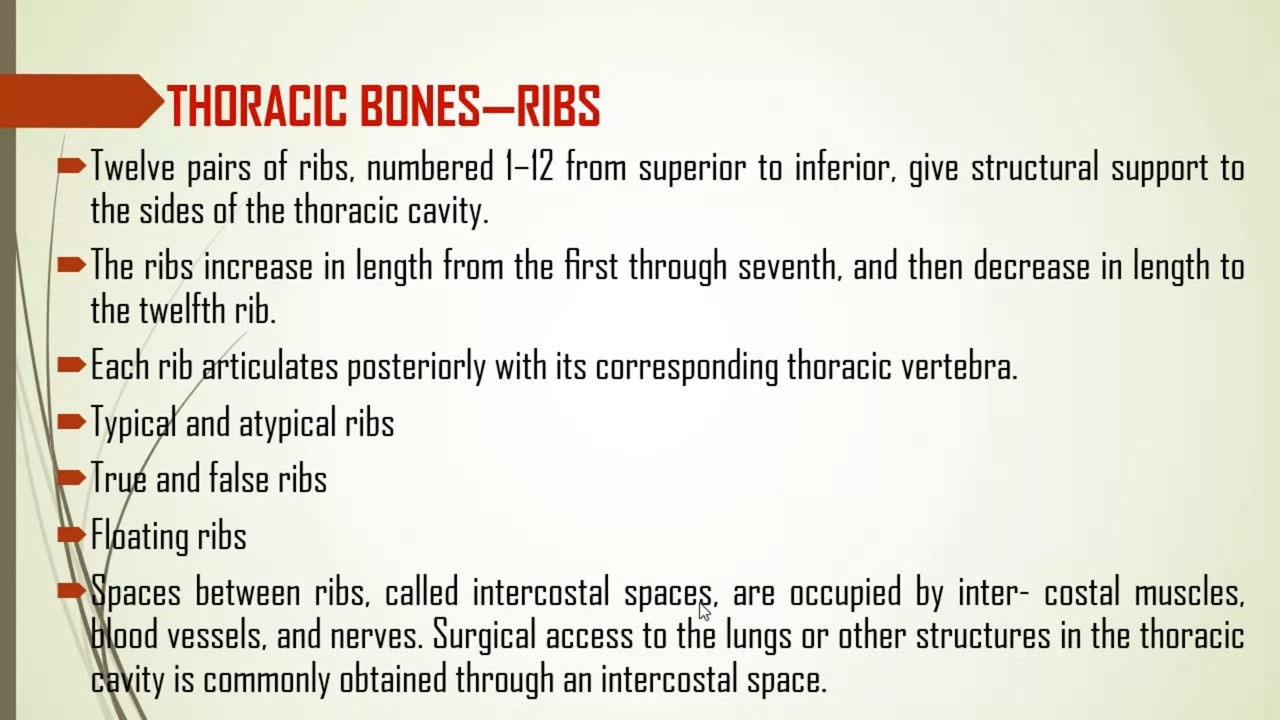 THORACIC BONES—RIBS
Twelve pairs of ribs, numbered 1–12 from superior to inferior, give structural support to
the sides of the thoracic cavity.
The ribs increase in length from the first through seventh, and then decrease in length to
the twelfth rib.
Each rib articulates posteriorly with its corresponding thoracic vertebra.
Typical and atypical ribs
True and false ribs
Floating ribs
Spaces between ribs, called intercostal spaces, are occupied by inter- costal muscles,
blood vessels, and nerves. Surgical access to the lungs or other structures in the thoracic
cavity is commonly obtained through an intercostal space.